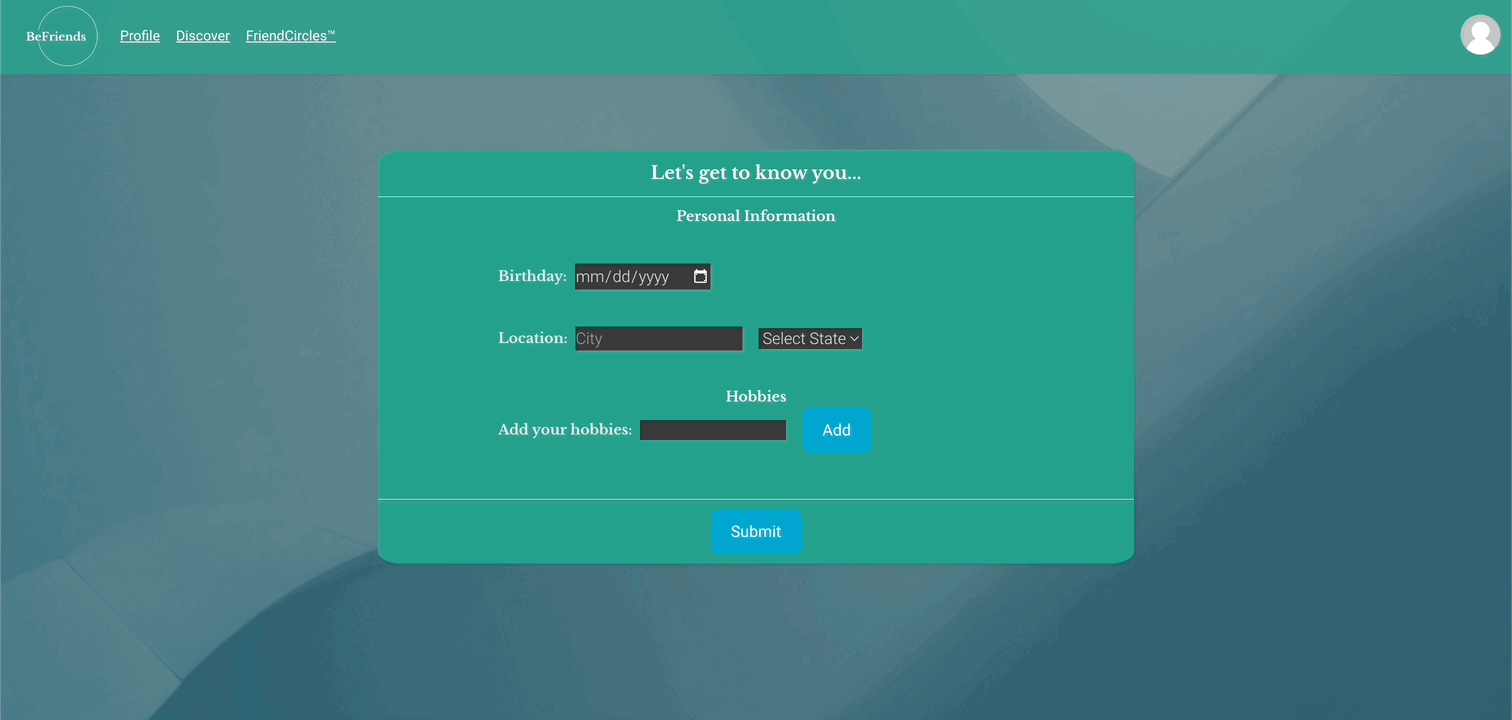 BeFriends Profile Discover FriendCircles™
Let's get to know you...
Personal Information
Birthday: mm/dd/yyyy
Location: City Select State
Hobbies
Add your hobbies: Add
Submit